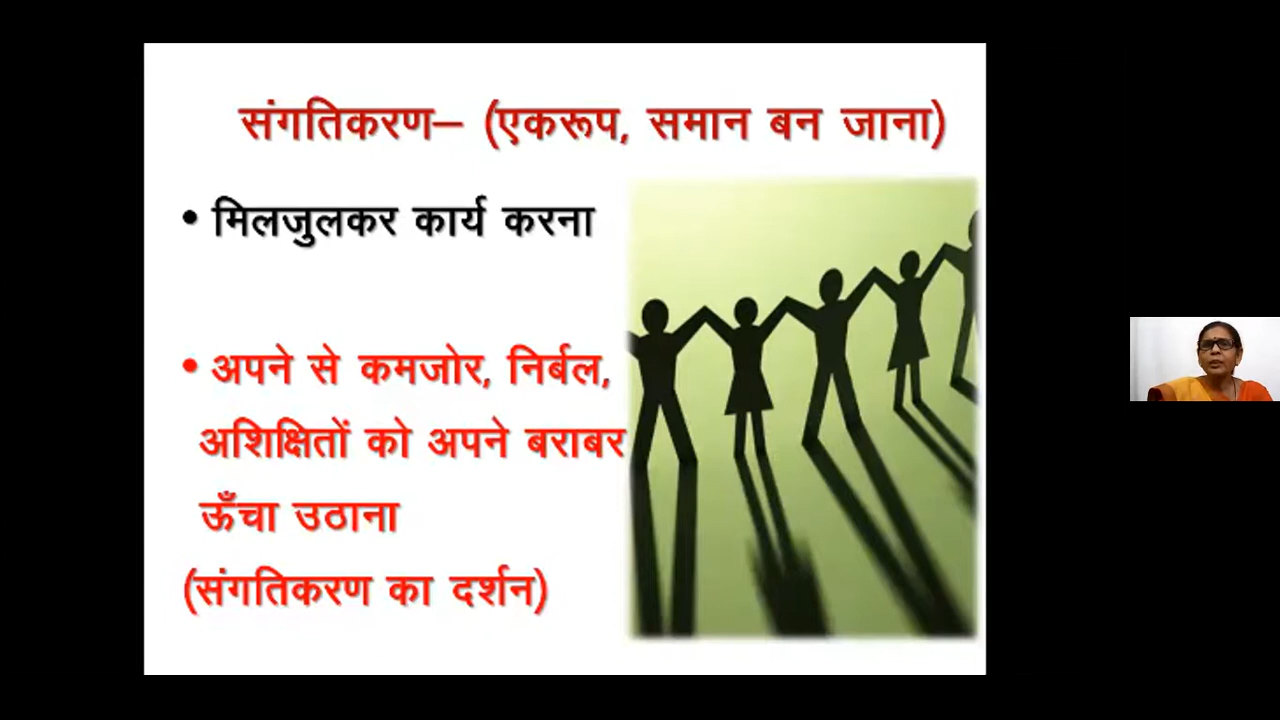 संगतिकरण– (एकरूप, समान बन जाना)
• मिलजुलकर कार्य करना
• अपने से कमजोर, निर्बल,
अशिक्षितों को अपने बराबर
ऊँचा उठाना
(संगतिकरण का दर्शन)